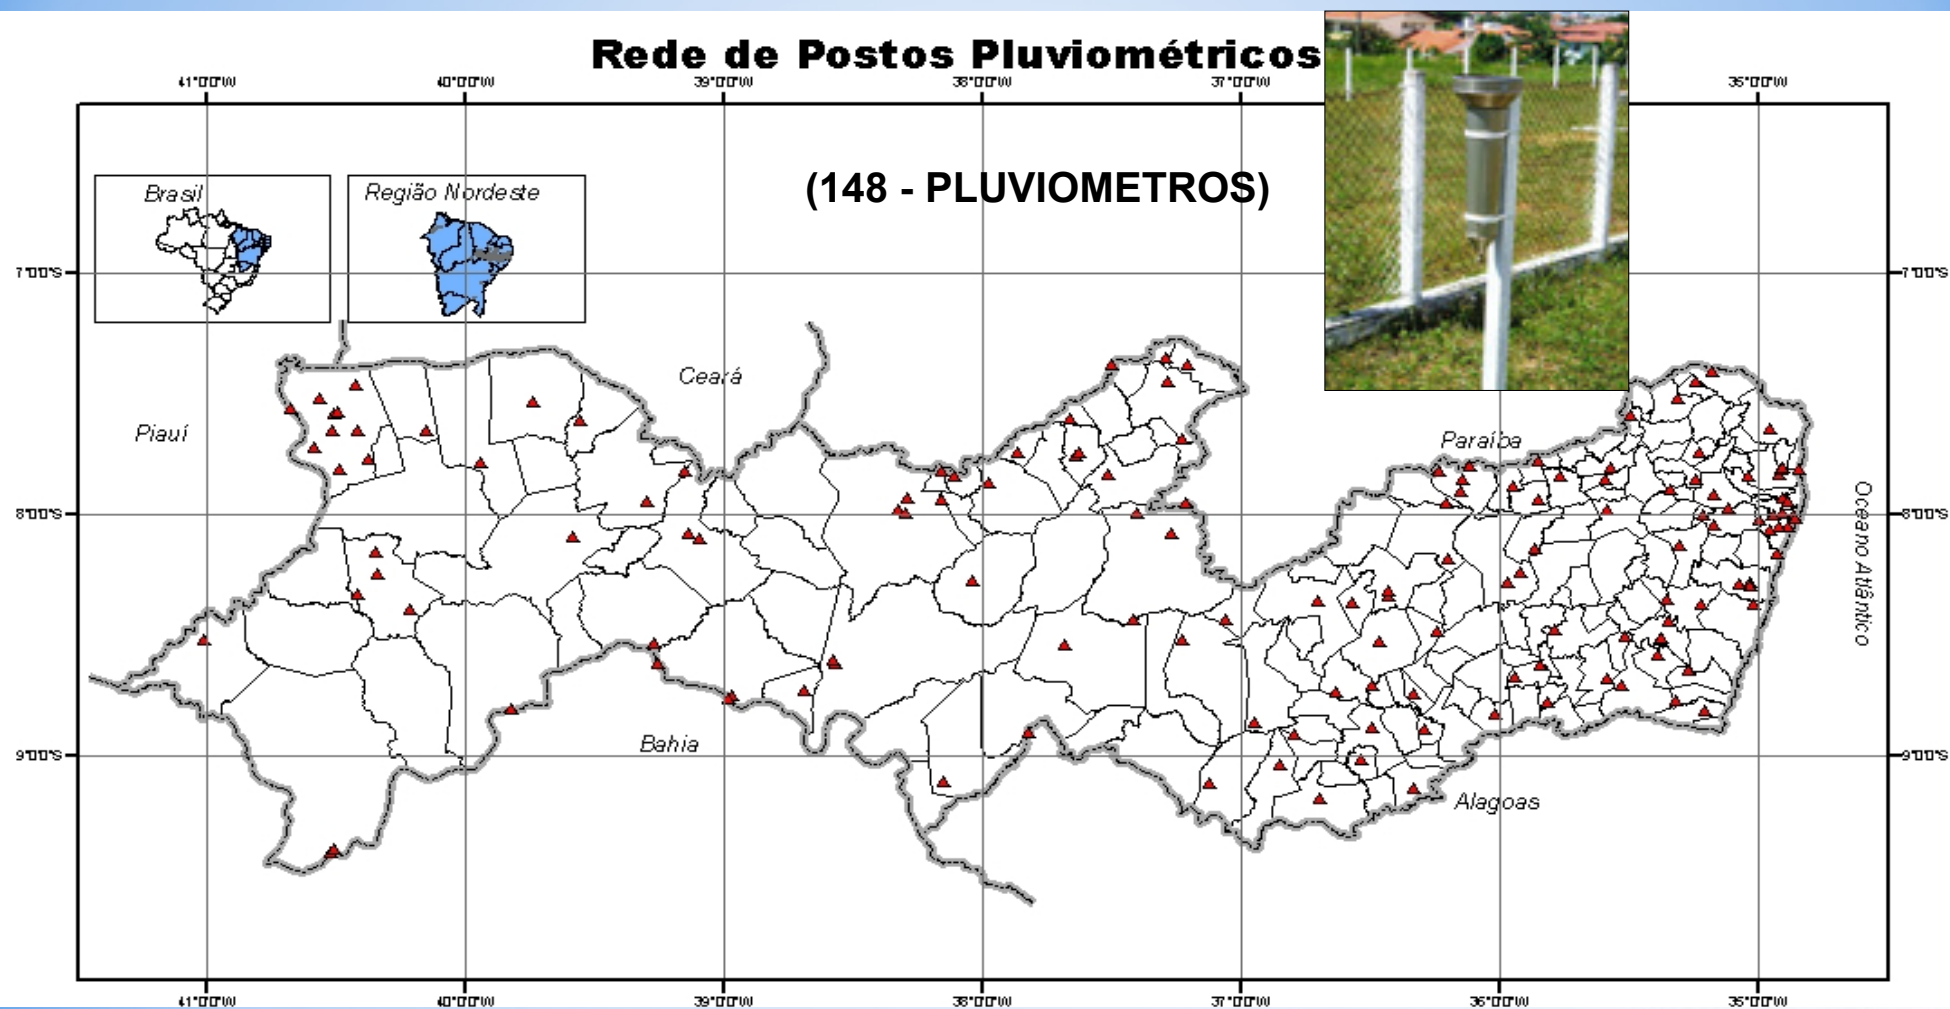 Rede de Postos Pluviométricos
41°0'0"W 40°0'0"W 39°0'0"W 38°0'0"W 37°0'0"W 35°0'0"W
(148 - PLUVIOMETROS)
Brasil
Região Nordeste
7°0'0"S 7°0'0"S
Ceará
Piauí
Paraíba
8°0'0"S 8°0'0"S
Oceano Atlântico
Bahia
9°0'0"S 9°0'0"S
Alagoas
41°0'0"W 40°0'0"W 39°0'0"W 38°0'0"W 37°0'0"W 36°0'0"W 35°0'0"W